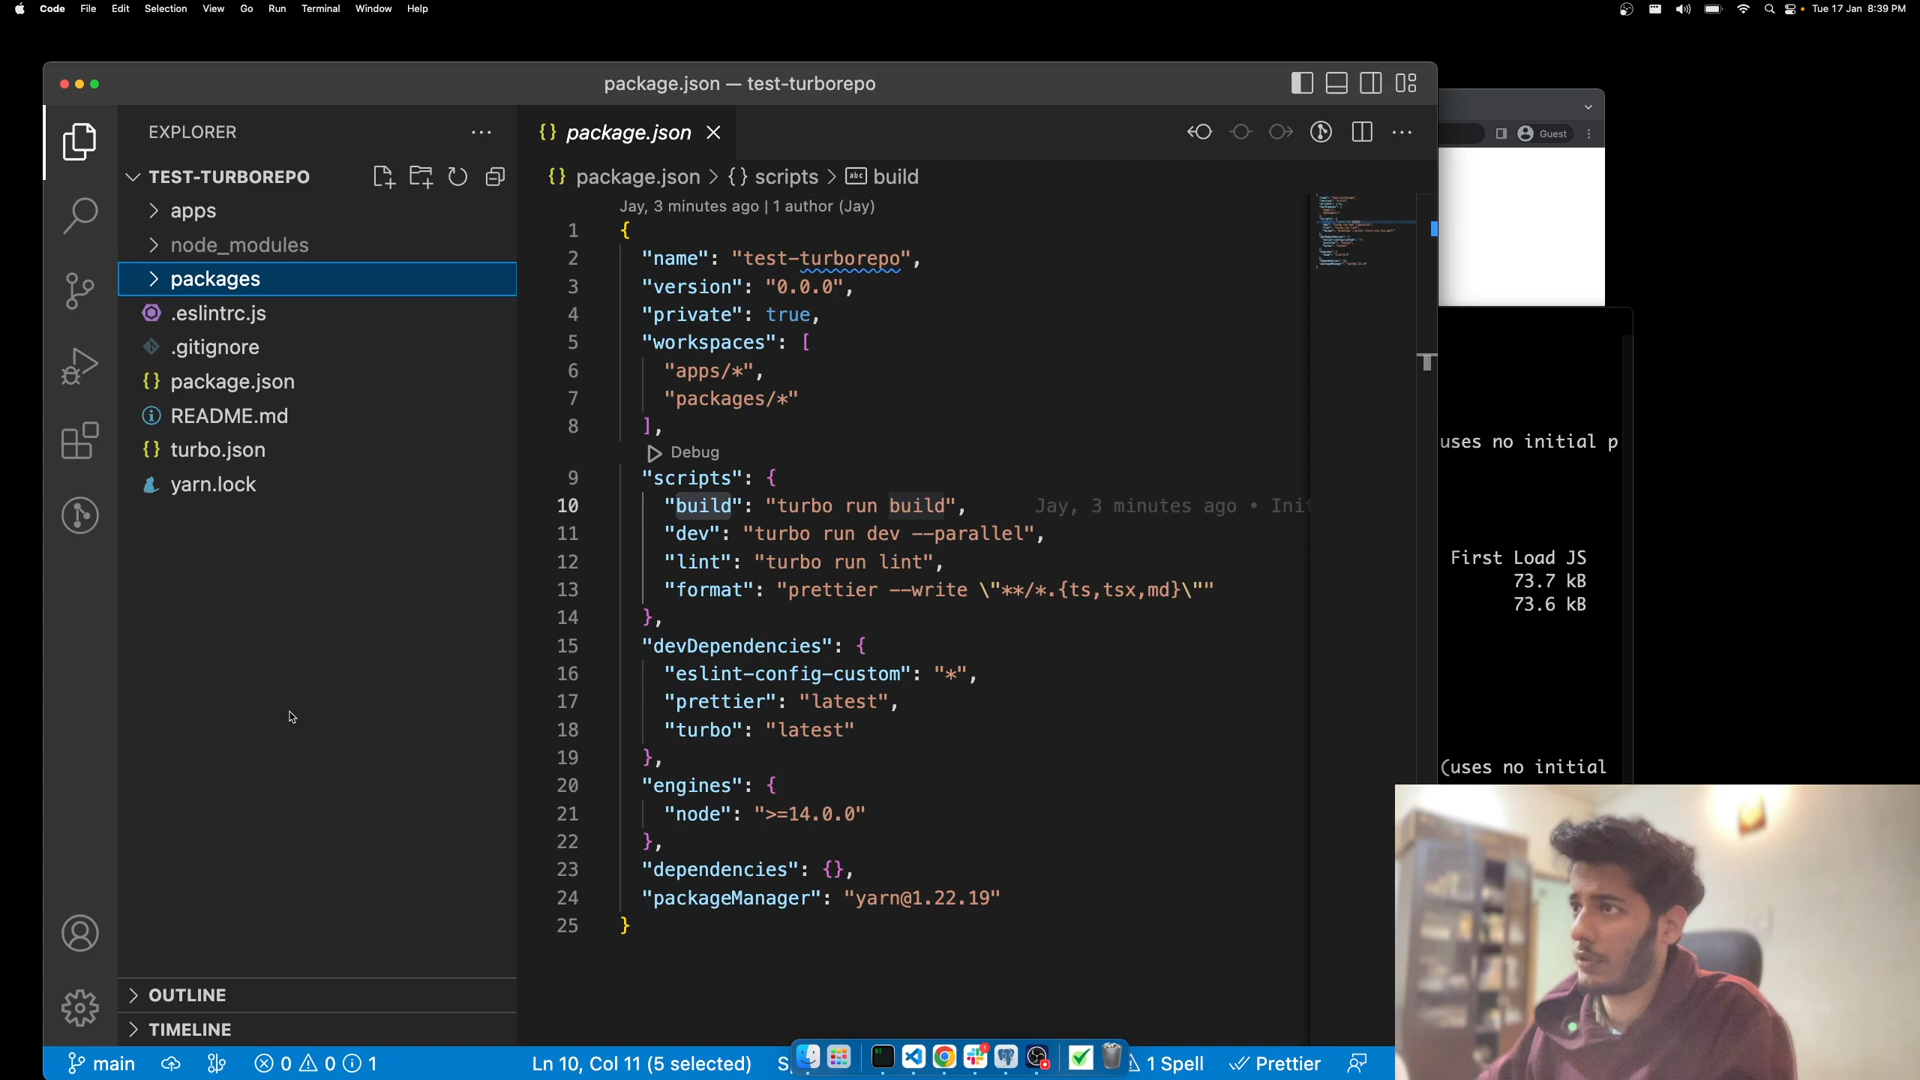 Code File Edit Selection View Go Run Terminal Window Help
Tue 17 Jan 8:39 PM
package.json — test-turborepo
Guest
EXPLORER
TEST-TURBOREPO
apps
node_modules
packages
.eslintrc.js
.gitignore
package.json
README.md
turbo.json
yarn.lock
OUTLINE
TIMELINE
{} package.json
{} package.json > {} scripts > abc build
Jay, 3 minutes ago | 1 author (Jay)
1 {
2 "name": "test-turborepo",
3 "version": "0.0.0",
4 "private": true,
5 "workspaces": [
6 "apps/*",
7 "packages/*"
8 ],
Debug
9 "scripts": {
10 "build": "turbo run build", Jay, 3 minutes ago • Init
11 "dev": "turbo run dev --parallel",
12 "lint": "turbo run lint",
13 "format": "prettier --write \"**/*.{ts,tsx,md}\""
14 },
15 "devDependencies": {
16 "eslint-config-custom": "*",
17 "prettier": "latest",
18 "turbo": "latest"
19 },
20 "engines": {
21 "node": ">=14.0.0"
22 },
23 "dependencies": {},
24 "packageManager": "yarn@1.22.19"
25 }
uses no initial p
First Load JS
73.7 kB
73.6 kB
(uses no initial
main 0 0 1 Ln 10, Col 11 (5 selected) 1 Spell Prettier